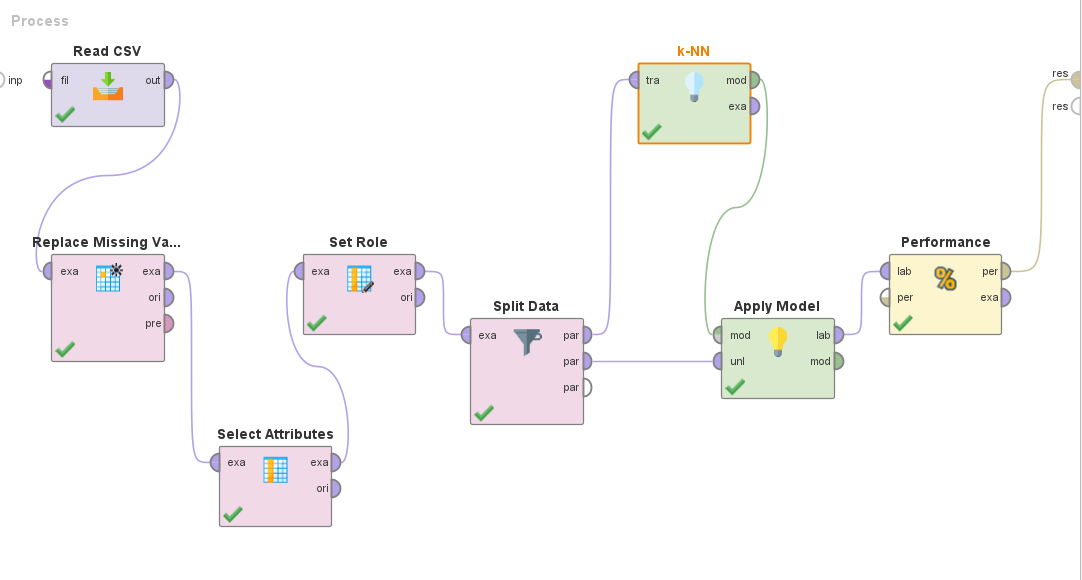 Process
inp
Read CSV
fil out
k-NN
tra mod
exa
res
res
Replace Missing Va...
exa exa
ori
pre
Set Role
exa exa
ori
Split Data
exa par
par
par
Apply Model
mod lab
unl mod
Performance
lab per
per exa
%
Select Attributes
exa exa
ori